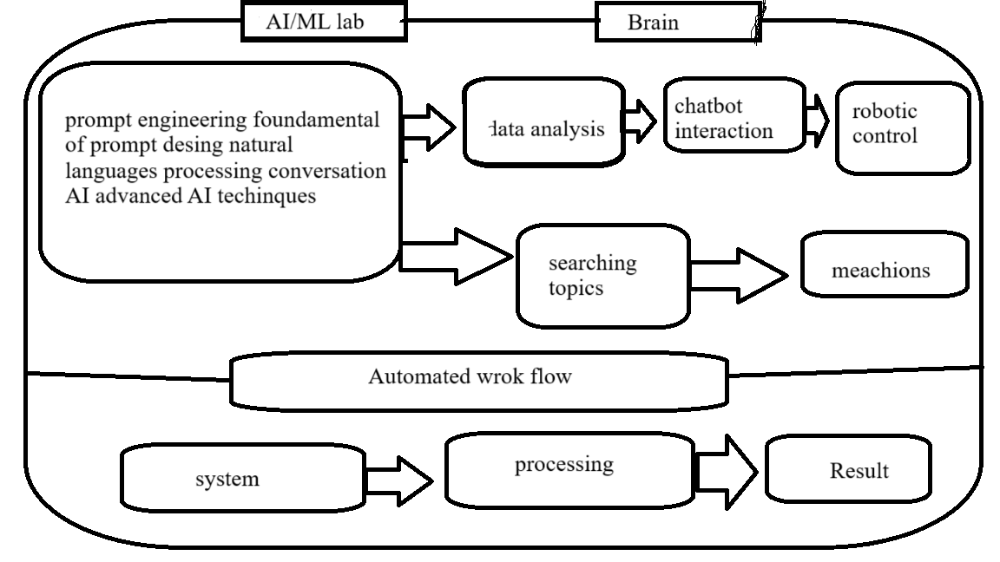 AI/ML lab
Brain
prompt engineering foundamental
of prompt desing natural
languages processing conversation
AI advanced AI techinques
data analysis
chatbot
interaction
robotic
control
searching
topics
meachions
Automated wrok flow
system
processing
Result